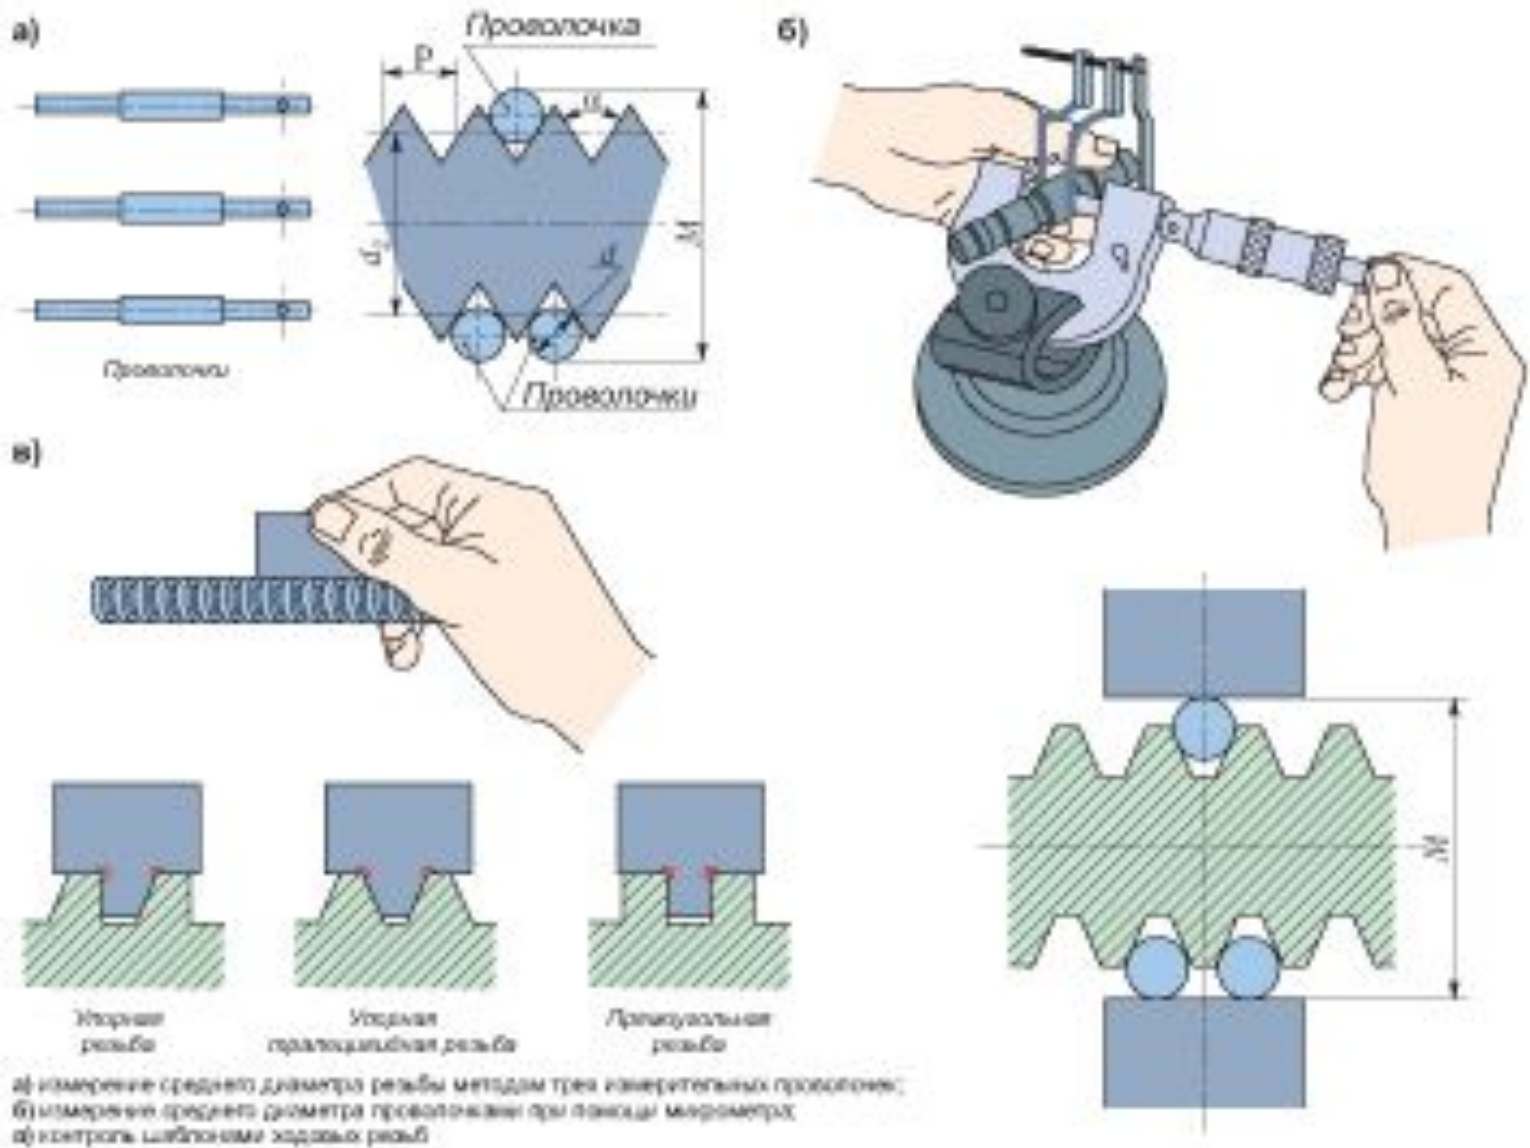 а)
Проволочка
P
α
d₂
d
M
Проволочки
Проволочки
б)
в)
M
Упорная
резьба
Упорная
трапецидная резьба
Прямоугольная
резьба
а) измерение среднего диаметра резьбы методом трех измерительных проволочек;
б) измерение среднего диаметра проволочками при помощи микрометра;
в) контроль шаблонами ходовых резьб